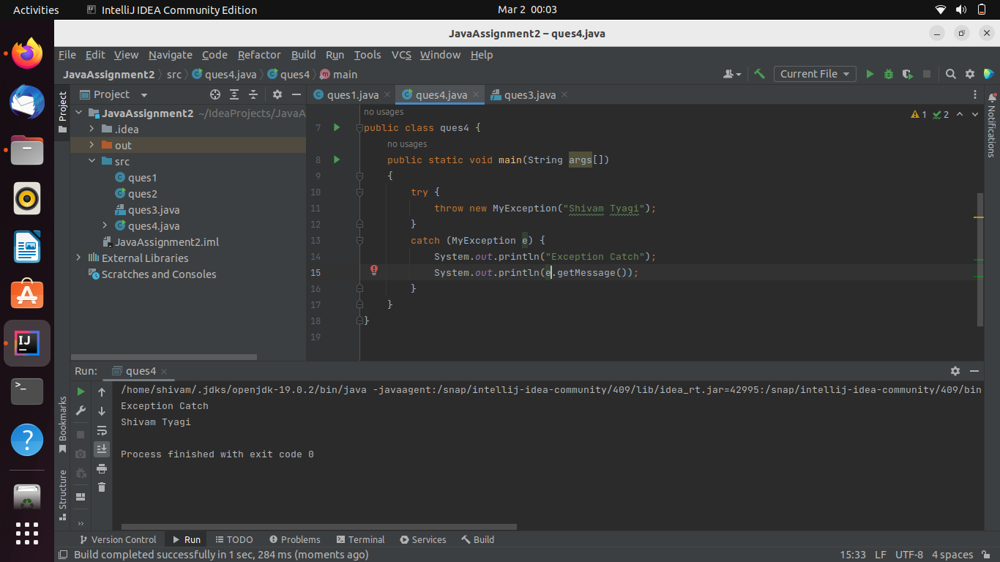 Activities IntelliJ IDEA Community Edition Mar 2 00:03
JavaAssignment2 – ques4.java
File Edit View Navigate Code Refactor Build Run Tools VCS Window Help
JavaAssignment2 src ques4.java ques4 main Current File
Project ques1.java ques4.java ques3.java
Project
Notifications
JavaAssignment2 ~/IdeaProjects/JavaA
.idea
out
src
ques1
ques2
ques3.java
ques4.java
JavaAssignment2.iml
External Libraries
Scratches and Consoles
no usages 1 2
7 public class ques4 {
no usages
8 public static void main(String args[])
9 {
10 try {
11 throw new MyException("Shivam Tyagi");
12 }
13 catch (MyException e) {
14 System.out.println("Exception Catch");
15 System.out.println(e.getMessage());
16 }
17 }
18 }
19
Run: ques4
/home/shivam/.jdks/openjdk-19.0.2/bin/java -javaagent:/snap/intellij-idea-community/409/lib/idea_rt.jar=42995:/snap/intellij-idea-community/409/bin
Exception Catch
Shivam Tyagi
Process finished with exit code 0
Bookmarks
Structure
Version Control Run TODO Problems Terminal Services Build
Build completed successfully in 1 sec, 284 ms (moments ago) 15:33 LF UTF-8 4 spaces